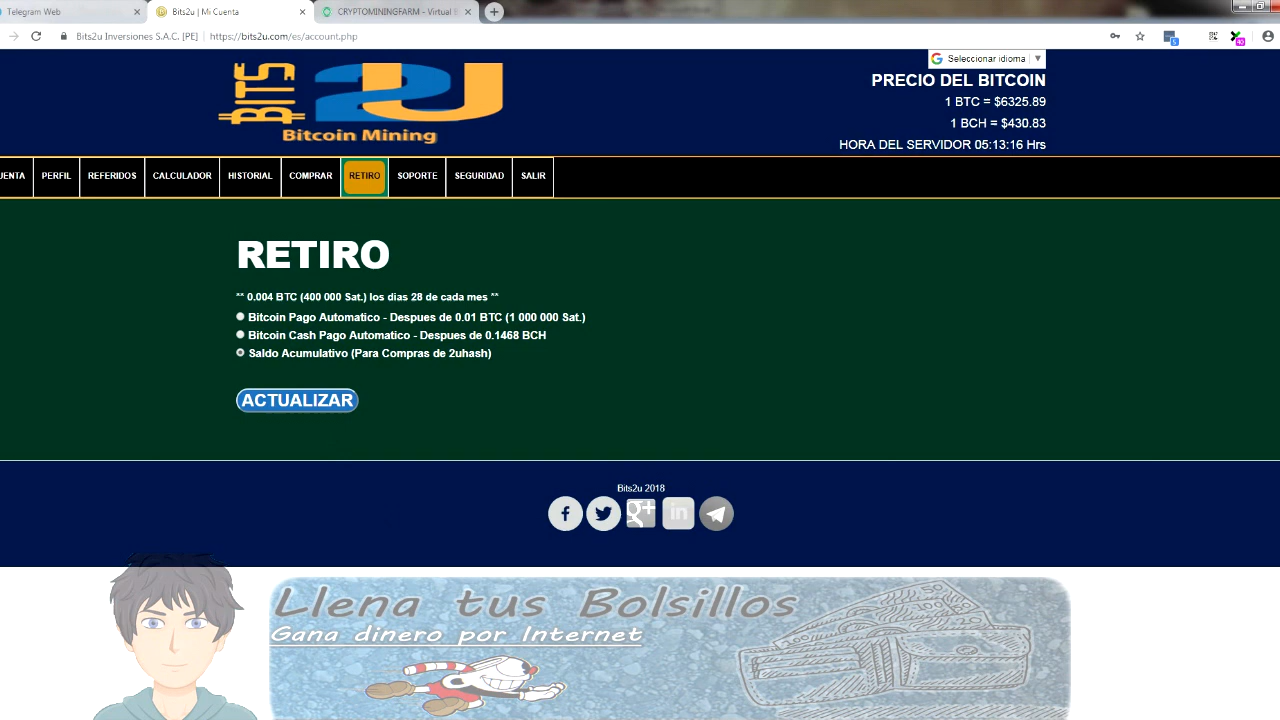 Telegram Web
Bits2u | Mi Cuenta
CRYPTOMININGFARM - Virtual E
Bits2u Inversiones S.A.C. [PE] | https://bits2u.com/es/account.php
Seleccionar idioma
BITS 2U
Bitcoin Mining
PRECIO DEL BITCOIN
1 BTC = $6325.89
1 BCH = $430.83
HORA DEL SERVIDOR 05:13:16 Hrs
UENTA PERFIL REFERIDOS CALCULADOR HISTORIAL COMPRAR RETIRO SOPORTE SEGURIDAD SALIR
RETIRO
** 0.004 BTC (400 000 Sat.) los dias 28 de cada mes **
Bitcoin Pago Automatico - Despues de 0.01 BTC (1 000 000 Sat.)
Bitcoin Cash Pago Automatico - Despues de 0.1468 BCH
Saldo Acumulativo (Para Compras de 2uhash)
ACTUALIZAR
Bits2u 2018
f g+ in
Llena tus Bolsillos
Gana dinero por Internet